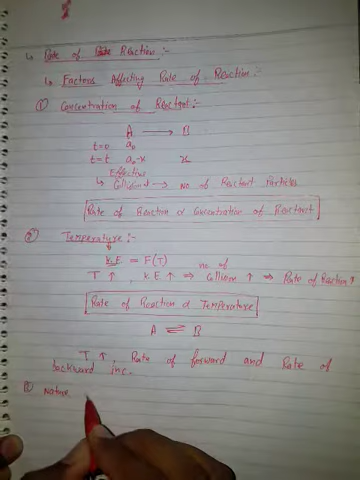 ↳ Rate of Reaction :-
↳ Factors Affecting Rate of Reaction :-
① Concentration of Reactant :-
A ⟶ B
t=0 a₀
t=t a₀-x x
Effective
↳ Collision → no. of Reactant Particles
Rate of Reaction ∝ Concentration of Reactant
② Temperature :-
K.E = F(T)
T ↑ , K.E ↑ ⇒ no. of Collision ↑ ⇒ Rate of Reaction ↑
Rate of Reaction ∝ Temperature
A ⇌ B
T ↑, Rate of forward and Rate of
backward inc.
③ Nature